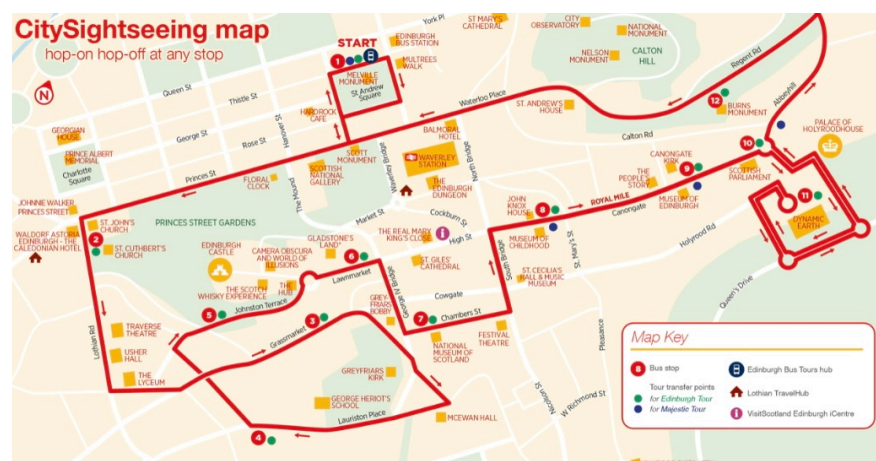 CitySightseeing map
hop-on hop-off at any stop
York Pl
ST MARY'S
CATHEDRAL
CITY
OBSERVATORY
NATIONAL
MONUMENT
START
1
EDINBURGH
BUS STATION
MULTREES
WALK
MELVILLE
MONUMENT
St Andrew
Square
NELSON
MONUMENT
CALTON
HILL
Regent Rd
Abbeyhill
N
Queen St
Thistle St
George St
Hanover St
Rose St
HARDROCK
CAFE
Waterloo Place
ST. ANDREW'S
HOUSE
12
BURNS
MONUMENT
GEORGIAN
HOUSE
PRINCE ALBERT
MEMORIAL
Charlotte
Square
Princes St
SCOTT
MONUMENT
BALMORAL
HOTEL
WAVERLEY
STATION
Calton Rd
PALACE OF
HOLYROODHOUSE
10
FLORAL
CLOCK
The Mound
SCOTTISH
NATIONAL
GALLERY
Waverley Bridge
THE
EDINBURGH
DUNGEON
North Bridge
CANONGATE
KIRK
9
THE
PEOPLE'S
STORY
SCOTTISH
PARLIAMENT
MUSEUM OF
EDINBURGH
JOHNNIE WALKER
PRINCES STREET
WALDORF ASTORIA
EDINBURGH - THE
CALEDONIAN HOTEL
2
ST. JOHN'S
CHURCH
ST. CUTHBERT'S
CHURCH
PRINCES STREET GARDENS
Market St
Cockburn St
JOHN
KNOX
HOUSE
8
ROYAL MILE
Canongate
11
DYNAMIC
EARTH
EDINBURGH
CASTLE
CAMERA OBSCURA
AND WORLD OF
ILLUSIONS
GLADSTONE'S
LAND*
THE REAL MARY
KING'S CLOSE
i
High St
MUSEUM OF
CHILDHOOD
St. Mary's St
Holyrood Rd
6
Lawnmarket
ST. GILES'
CATHEDRAL
South Bridge
ST. CECILIA'S
HALL & MUSIC
MUSEUM
THE SCOTCH
WHISKY EXPERIENCE
THE
HUB
George IV Bridge
Cowgate
Queen's Drive
5
Johnston Terrace
3
GREY-
FRIARS
BOBBY
7
Chambers St
Lothian Rd
TRAVERSE
THEATRE
USHER
HALL
THE
LYCEUM
Grassmarket
NATIONAL
MUSEUM OF
SCOTLAND
FESTIVAL
THEATRE
Pleasance
GREYFRIARS
KIRK
GEORGE HERIOT'S
SCHOOL
Nicolson St
W Richmond St
Lauriston Place
MCEWAN HALL
4
Map Key
8 Bus stop
Tour transfer points
for Edinburgh Tour
for Majestic Tour
Edinburgh Bus Tours hub
Lothian TravelHub
i VisitScotland Edinburgh iCentre